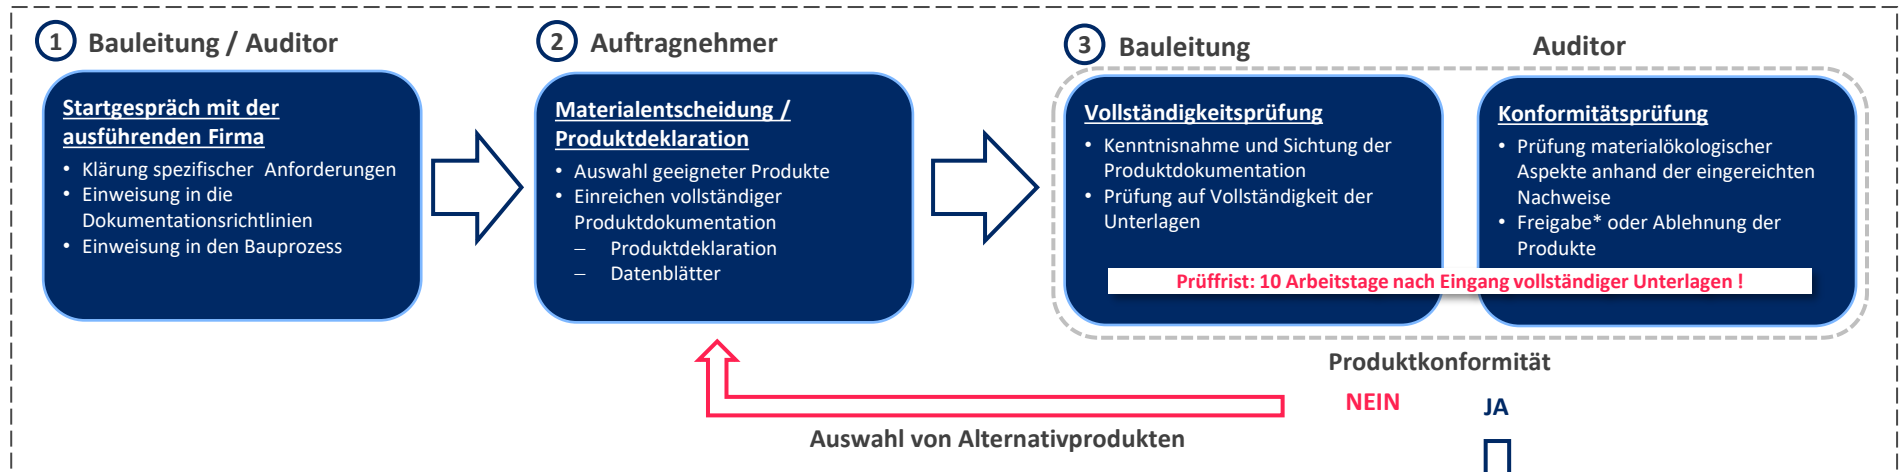 1 Bauleitung / Auditor
Startgespräch mit der
ausführenden Firma
• Klärung spezifischer Anforderungen
• Einweisung in die
Dokumentationsrichtlinien
• Einweisung in den Bauprozess
2 Auftragnehmer
Materialentscheidung /
Produktdeklaration
• Auswahl geeigneter Produkte
• Einreichen vollständiger
Produktdokumentation
– Produktdeklaration
– Datenblätter
3 Bauleitung
Vollständigkeitsprüfung
• Kenntnisnahme und Sichtung der
Produktdokumentation
• Prüfung auf Vollständigkeit der
Unterlagen
Auditor
Konformitätsprüfung
• Prüfung materialökologischer
Aspekte anhand der eingereichten
Nachweise
• Freigabe* oder Ablehnung der
Produkte
Prüffrist: 10 Arbeitstage nach Eingang vollständiger Unterlagen !
Produktkonformität
NEIN
JA
Auswahl von Alternativprodukten